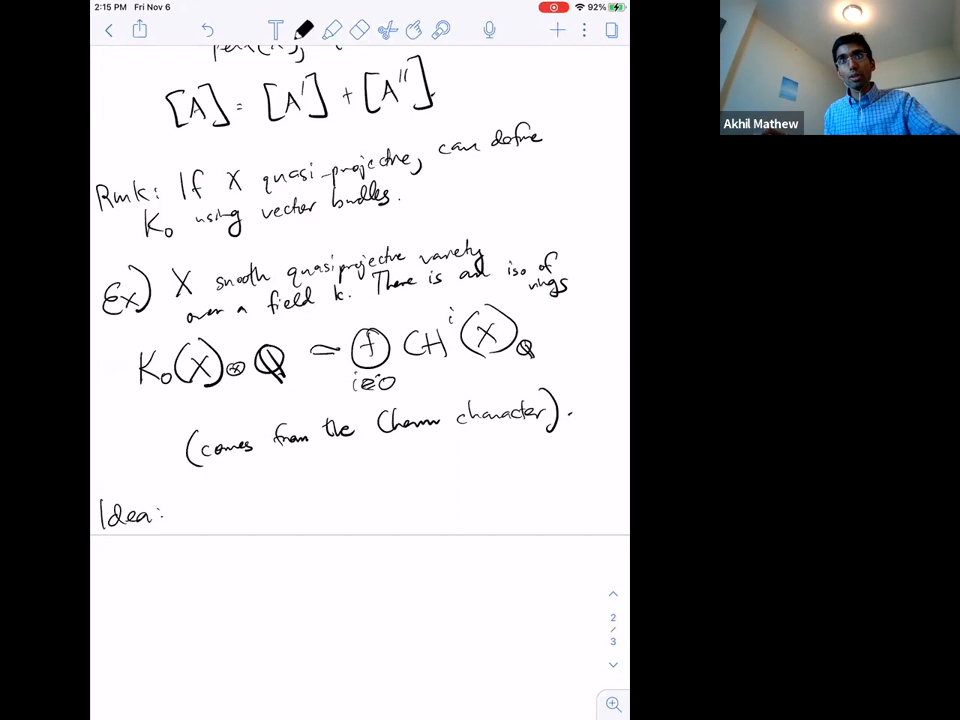 2:15 PM Fri Nov 6
92%
[A] = [A'] + [A''].
Rmk: If X quasi-projective, can define
K₀ using vector bundles.
Ex) X smooth quasiprojective variety
over a field k. There is an iso of
rings
K₀(X)⊗ℚ ≃ ⊕ CHⁱ(X)_ℚ
i≥0
(comes from the Chern character).
Idea:
2
/
3
Akhil Mathew